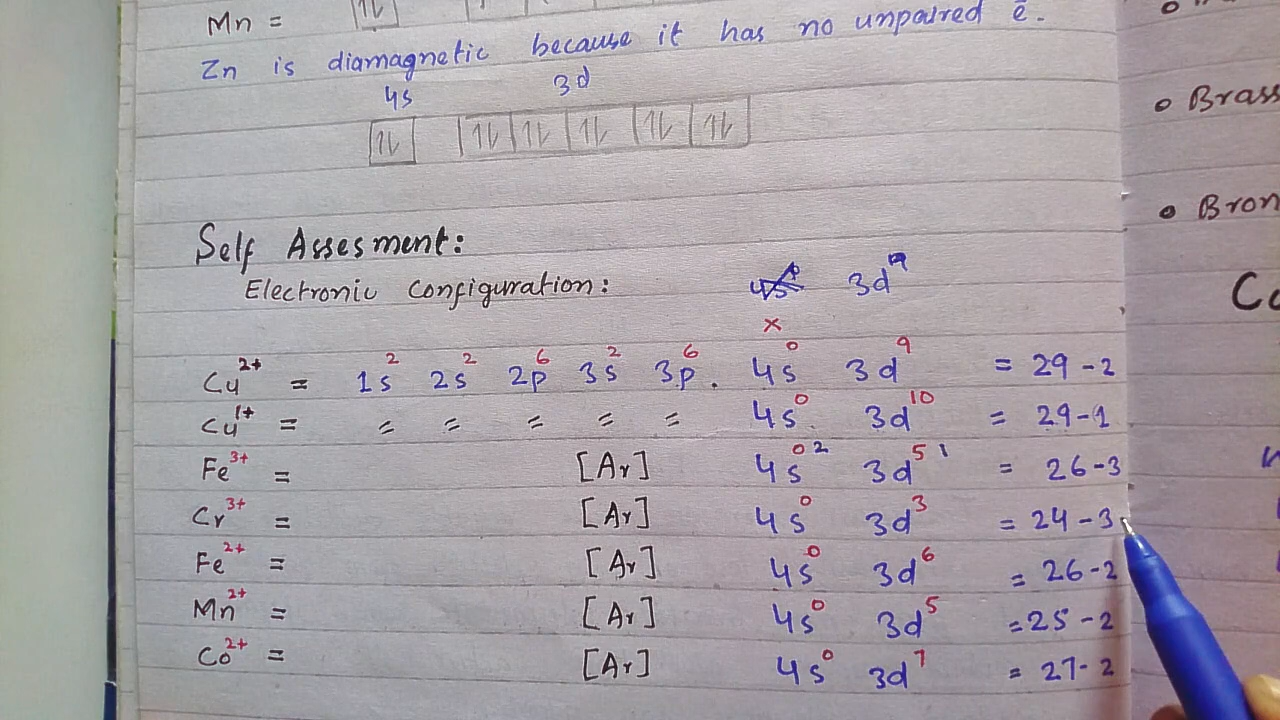 Mn =
Zn is diamagnetic because it has no unpaired ē.
4s 3d
Self Assesment:
Electronic Configuration: 3d⁹
×
Cu²⁺ = 1s² 2s² 2p⁶ 3s² 3p⁶. 4s⁰ 3d⁹ = 29-2
Cu¹⁺ = = = = = = 4s⁰. 3d¹⁰ = 29-1
Fe³⁺ = [Ar] 4s⁰ ² 3d⁵ ¹ = 26-3
Cr³⁺ = [Ar] 4s⁰ 3d³ = 24-3
Fe²⁺ = [Ar] 4s⁰ 3d⁶ = 26-2
Mn²⁺ = [Ar] 4s⁰ 3d⁵ = 25-2
Co²⁺ = [Ar] 4s⁰ 3d⁷ = 27-2
Brass
Bron
Co